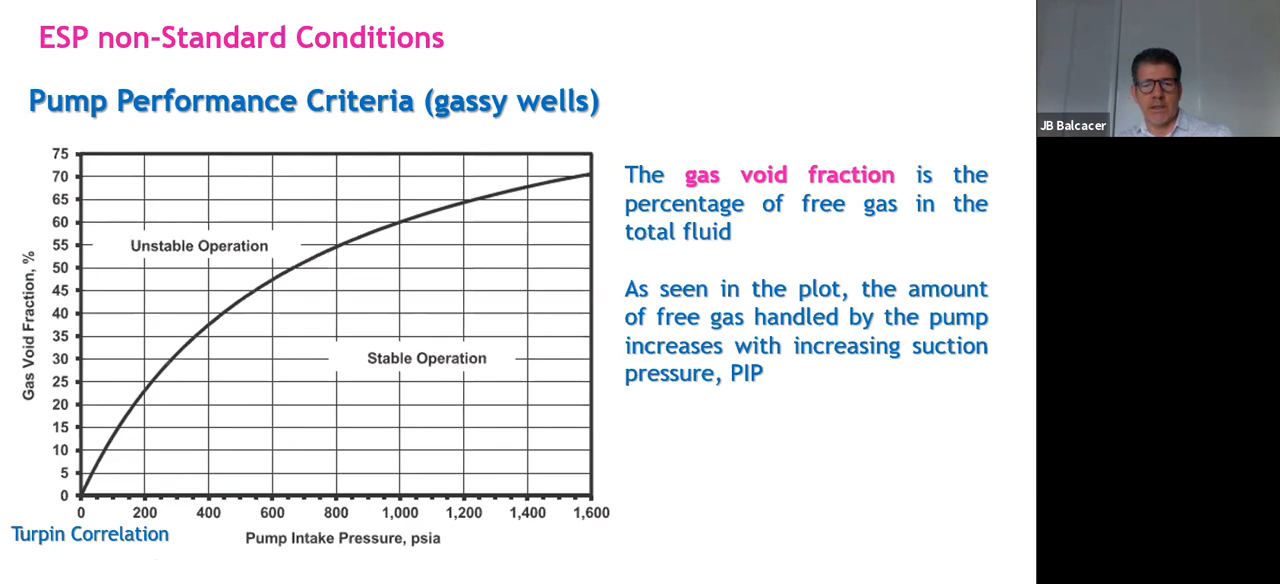 ESP non-Standard Conditions
Pump Performance Criteria (gassy wells)
JB Balcacer
75
70
65
60
55
50
45
40
35
30
25
20
15
10
5
0
Gas Void Fraction, %
Unstable Operation
Stable Operation
0 200 400 600 800 1,000 1,200 1,400 1,600
Pump Intake Pressure, psia
Turpin Correlation
The gas void fraction is the
percentage of free gas in the
total fluid
As seen in the plot, the amount
of free gas handled by the pump
increases with increasing suction
pressure, PIP